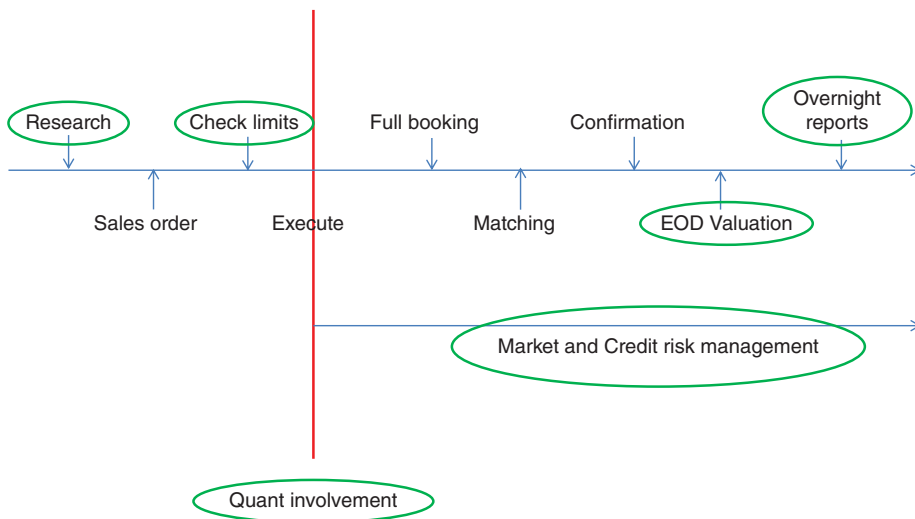 Research
Check limits
Full booking
Confirmation
Overnight
reports
Sales order
Execute
Matching
EOD Valuation
Market and Credit risk management
Quant involvement